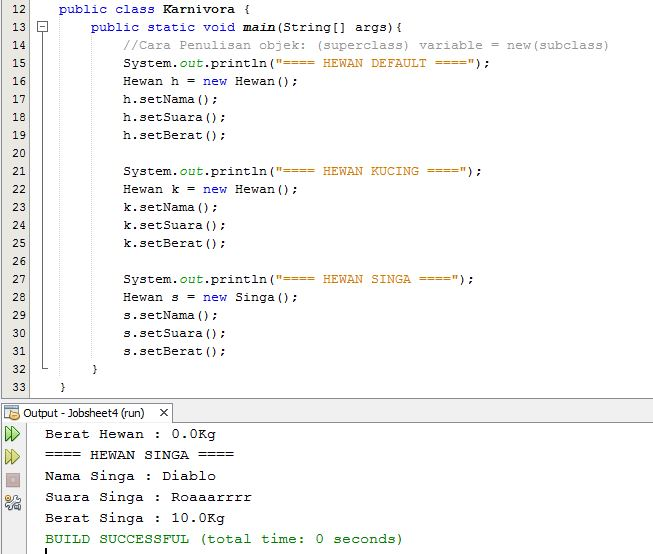 12 public class Karnivora {
13 public static void main(String[] args){
14 //Cara Penulisan objek: (superclass) variable = new(subclass)
15 System.out.println("==== HEWAN DEFAULT ====");
16 Hewan h = new Hewan();
17 h.setNama();
18 h.setSuara();
19 h.setBerat();
20
21 System.out.println("==== HEWAN KUCING ====");
22 Hewan k = new Hewan();
23 k.setNama();
24 k.setSuara();
25 k.setBerat();
26
27 System.out.println("==== HEWAN SINGA ====");
28 Hewan s = new Singa();
29 s.setNama();
30 s.setSuara();
31 s.setBerat();
32 }
33 }
Output - Jobsheet4 (run)
Berat Hewan : 0.0Kg
==== HEWAN SINGA ====
Nama Singa : Diablo
Suara Singa : Roaaarrrr
Berat Singa : 10.0Kg
BUILD SUCCESSFUL (total time: 0 seconds)